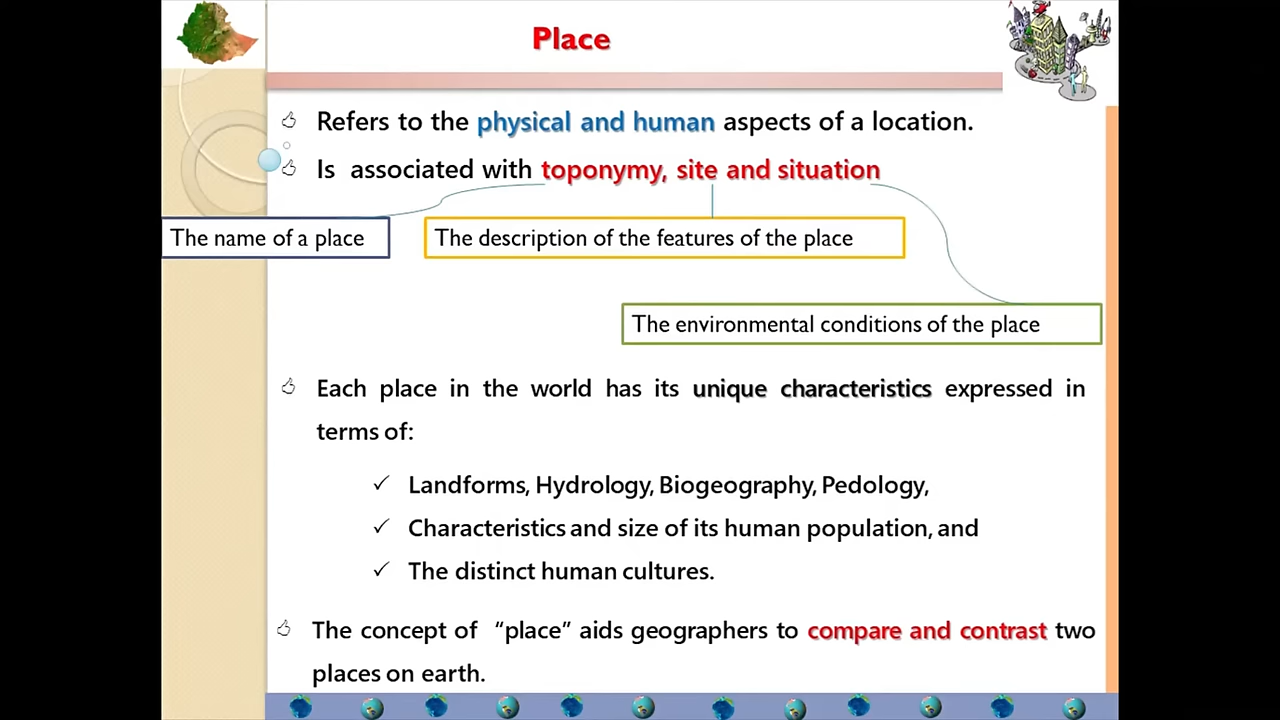 Place
Refers to the physical and human aspects of a location.
Is associated with toponymy, site and situation
The name of a place
The description of the features of the place
The environmental conditions of the place
Each place in the world has its unique characteristics expressed in
terms of:
Landforms, Hydrology, Biogeography, Pedology,
Characteristics and size of its human population, and
The distinct human cultures.
The concept of “place” aids geographers to compare and contrast two
places on earth.